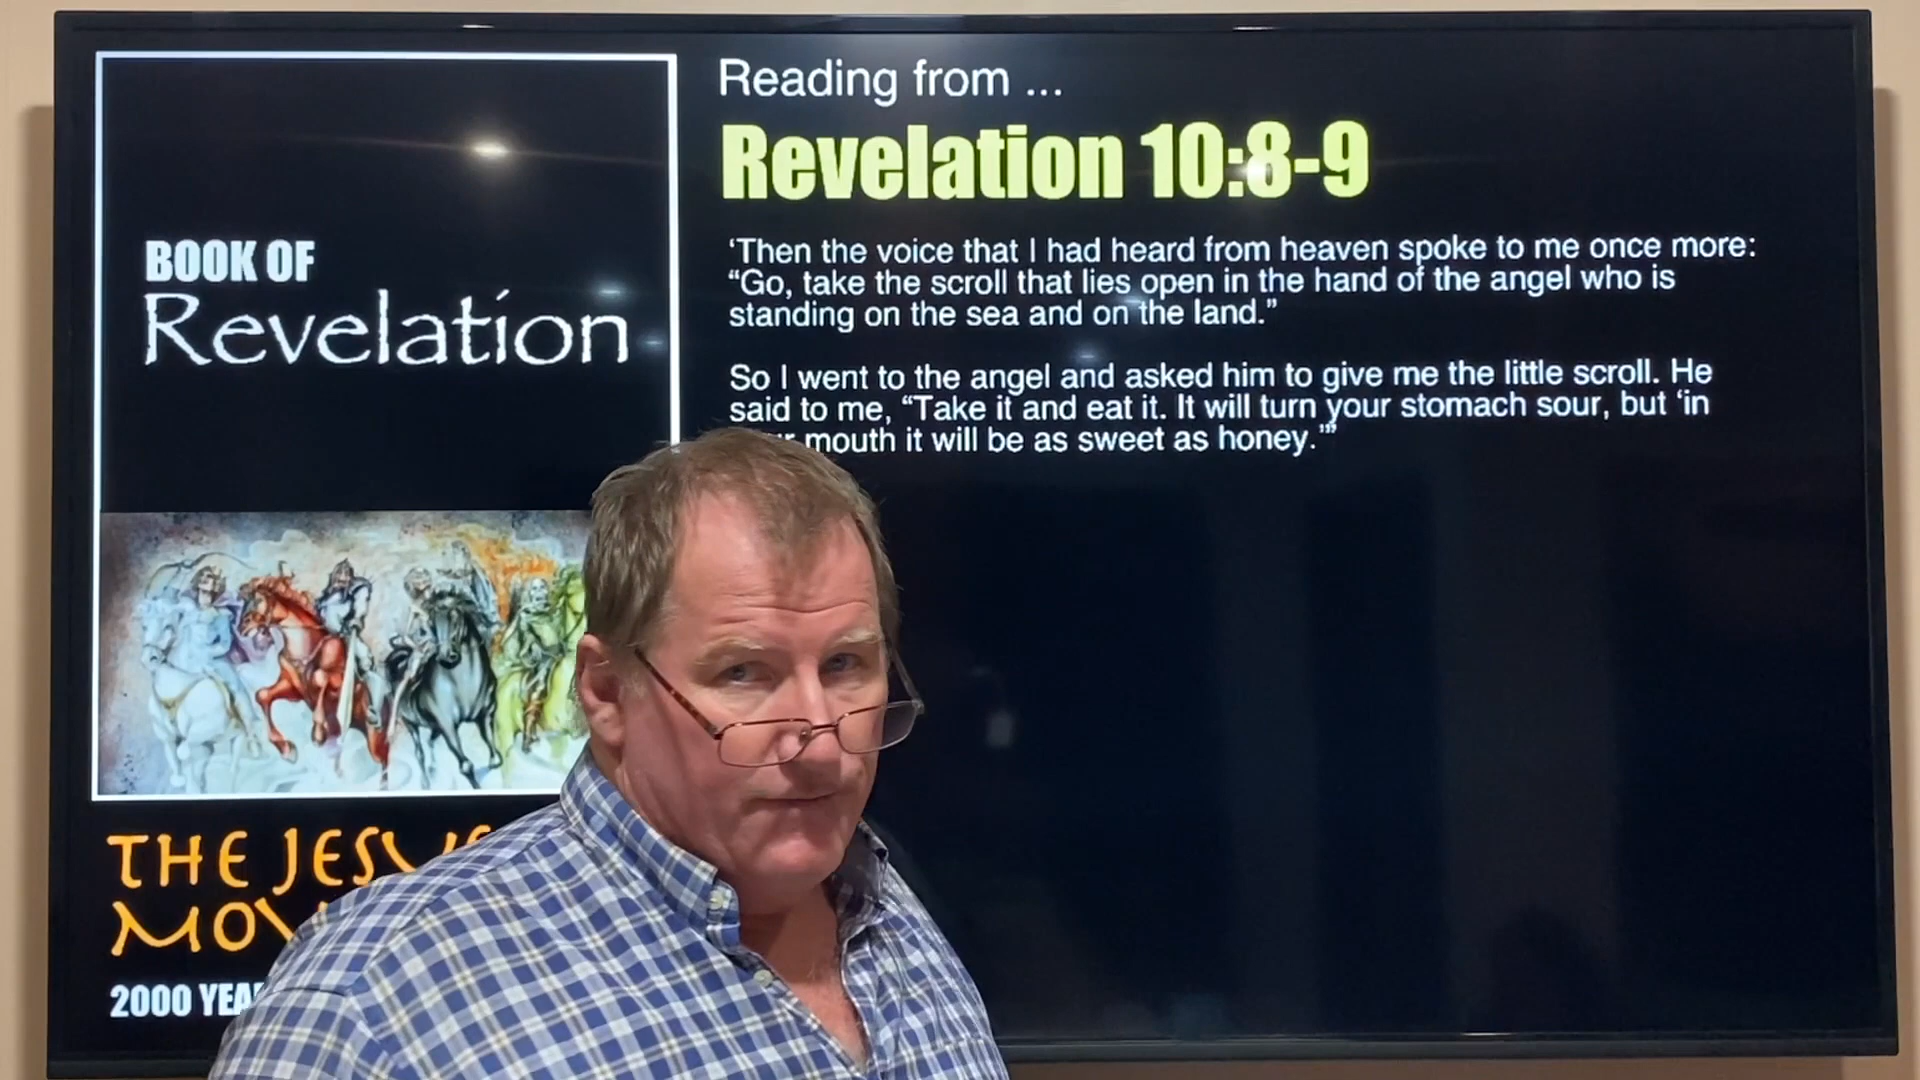 Reading from ...
Revelation 10:8-9
‘Then the voice that I had heard from heaven spoke to me once more:
“Go, take the scroll that lies open in the hand of the angel who is
standing on the sea and on the land.”
So I went to the angel and asked him to give me the little scroll. He
said to me, “Take it and eat it. It will turn your stomach sour, but ‘in
mouth it will be as sweet as honey.’”
BOOK OF
Revelation
THE
2000